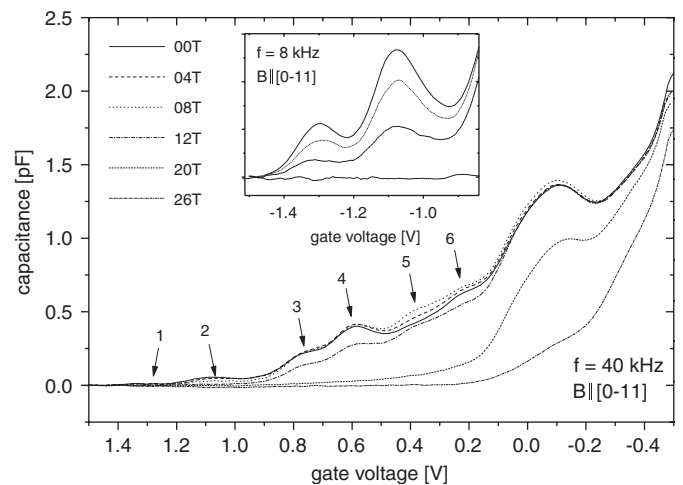 2.5
2.0
1.5
1.0
0.5
0.0
capacitance [pF]
00T
04T
08T
12T
20T
26T
f = 8 kHz
B||[0-11]
-1.4
-1.2
-1.0
gate voltage [V]
1
2
3
4
5
6
f = 40 kHz
B||[0-11]
1.4
1.2
1.0
0.8
0.6
0.4
0.2
0.0
-0.2
-0.4
gate voltage [V]